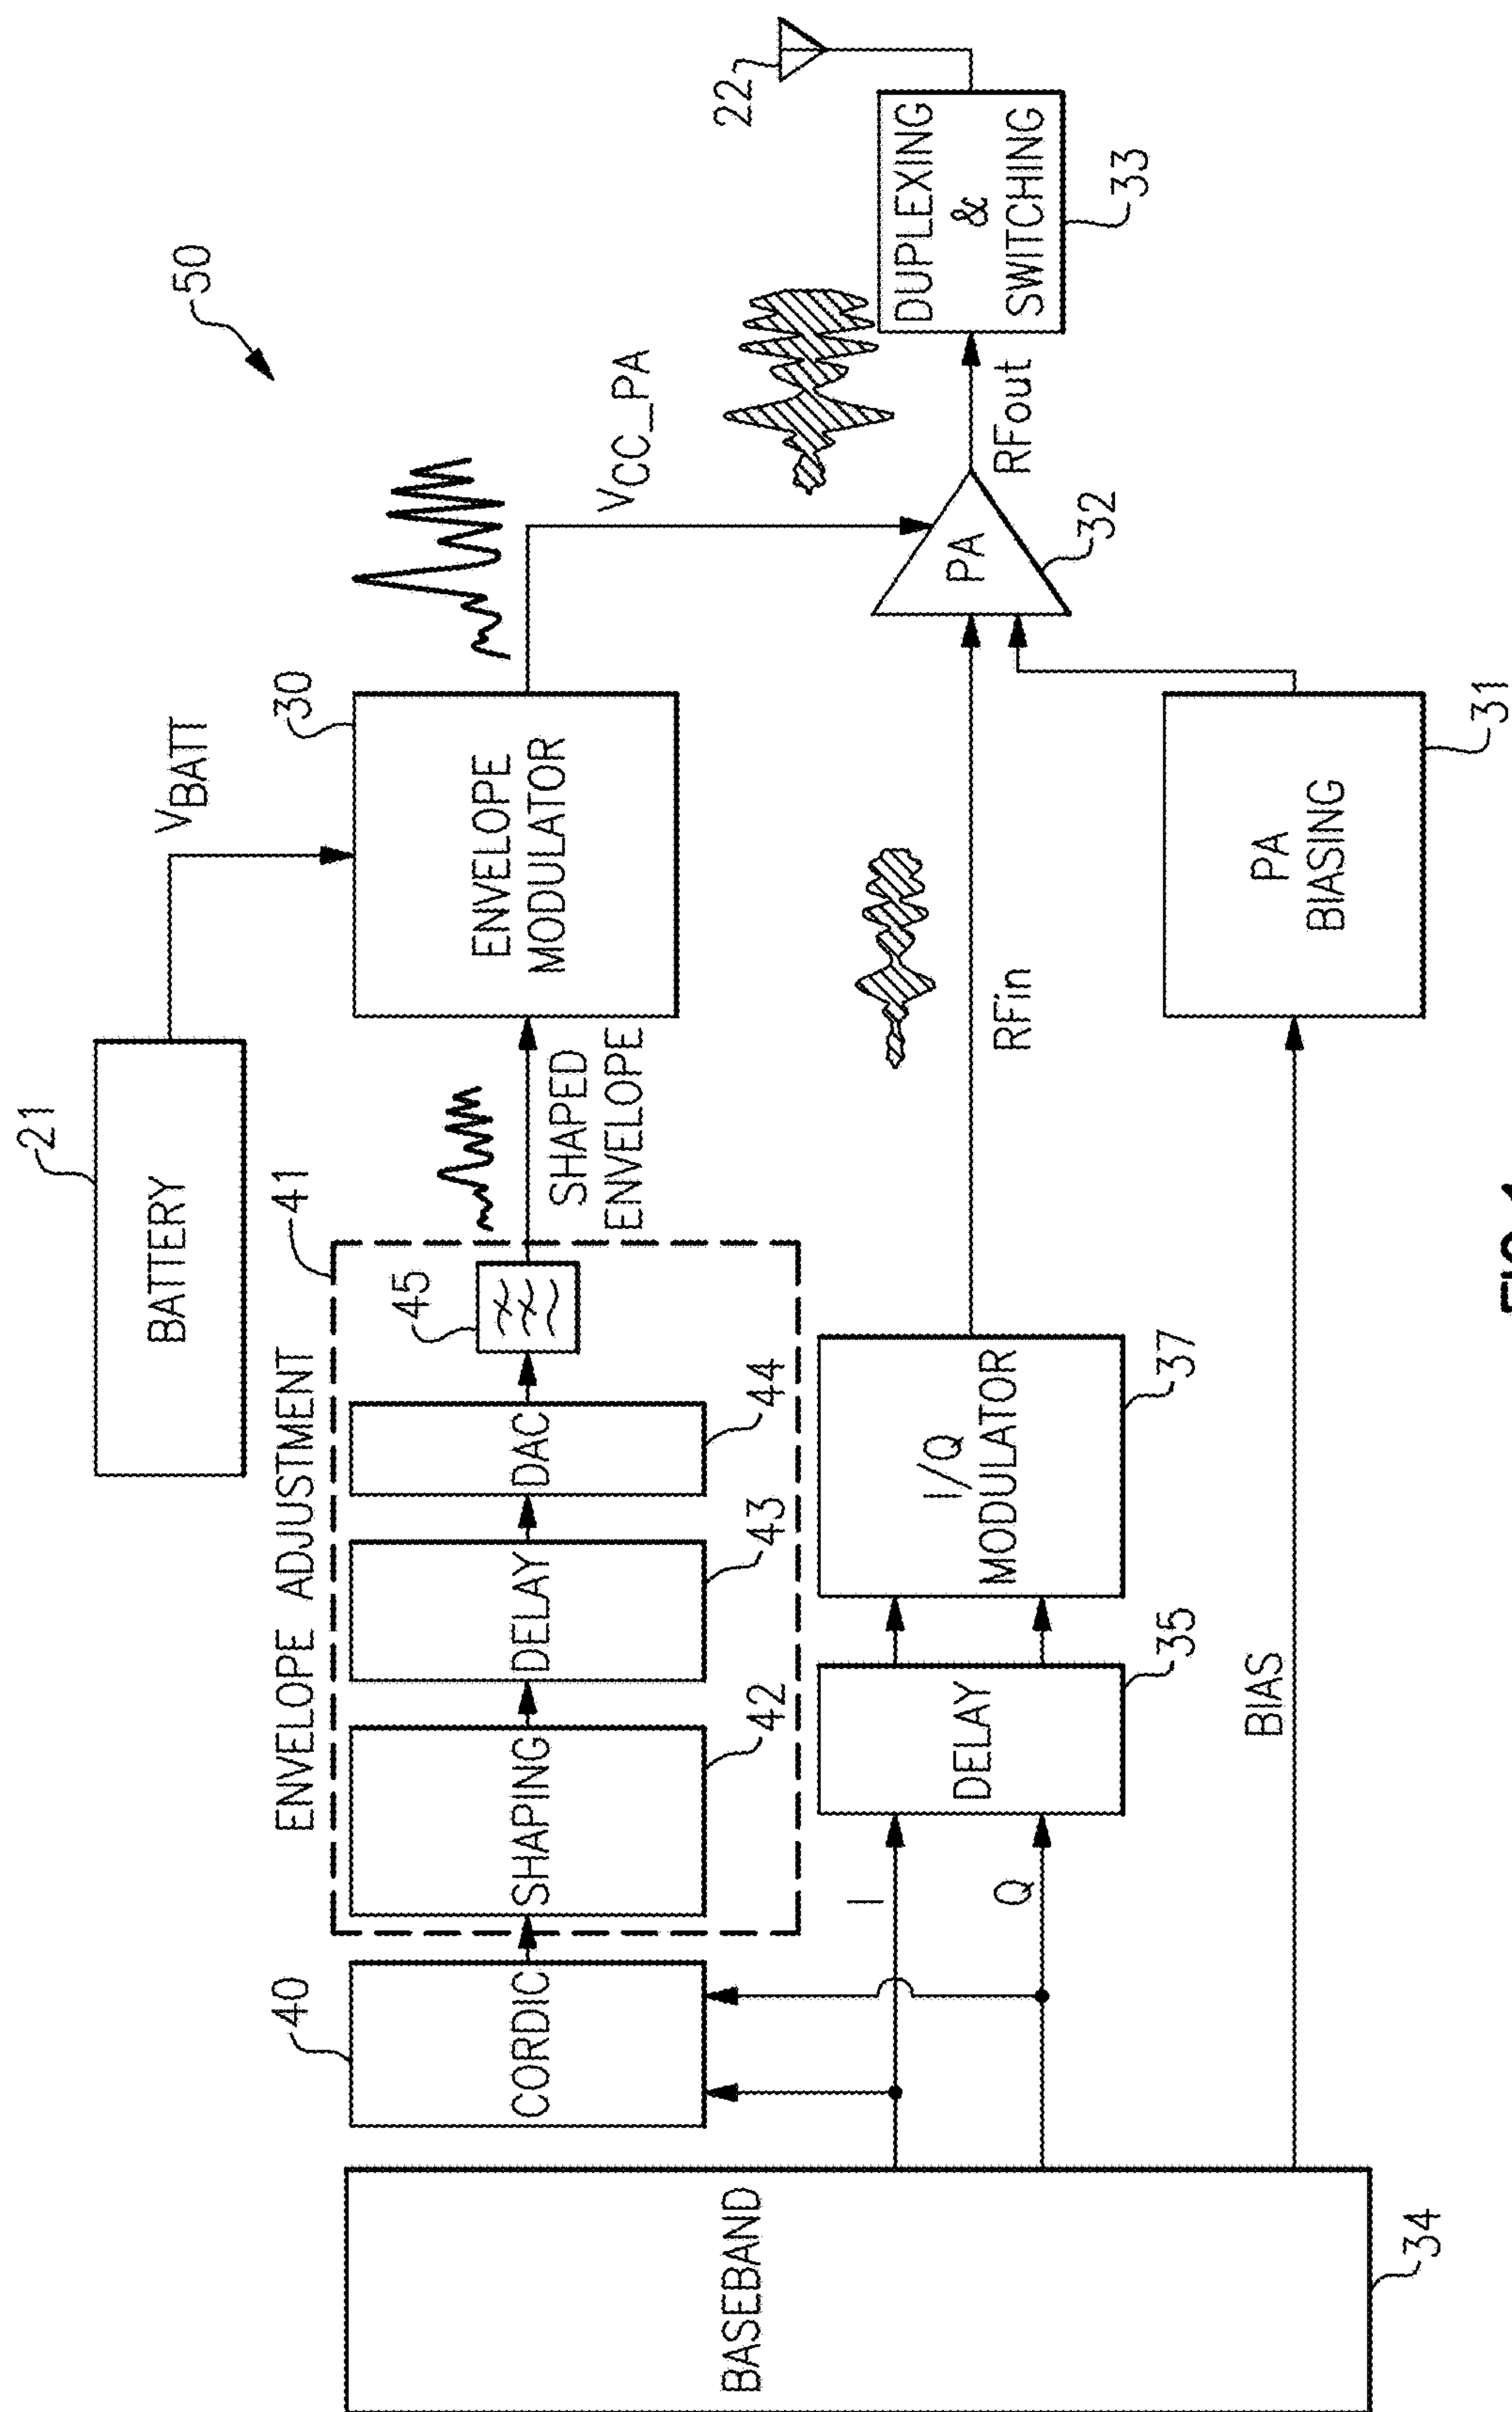 50
21
BATTERY
VBATT
30
ENVELOPE
MODULATOR
VCC_PA
22
ENVELOPE ADJUSTMENT
41
40
CORDIC
SHAPING
42
DELAY
43
DAC
44
45
SHAPED
ENVELOPE
DUPLEXING
&
SWITCHING
33
BASEBAND
34
I
Q
DELAY
35
I/Q
MODULATOR
37
RFin
PA
32
RFout
BIAS
PA
BIASING
31